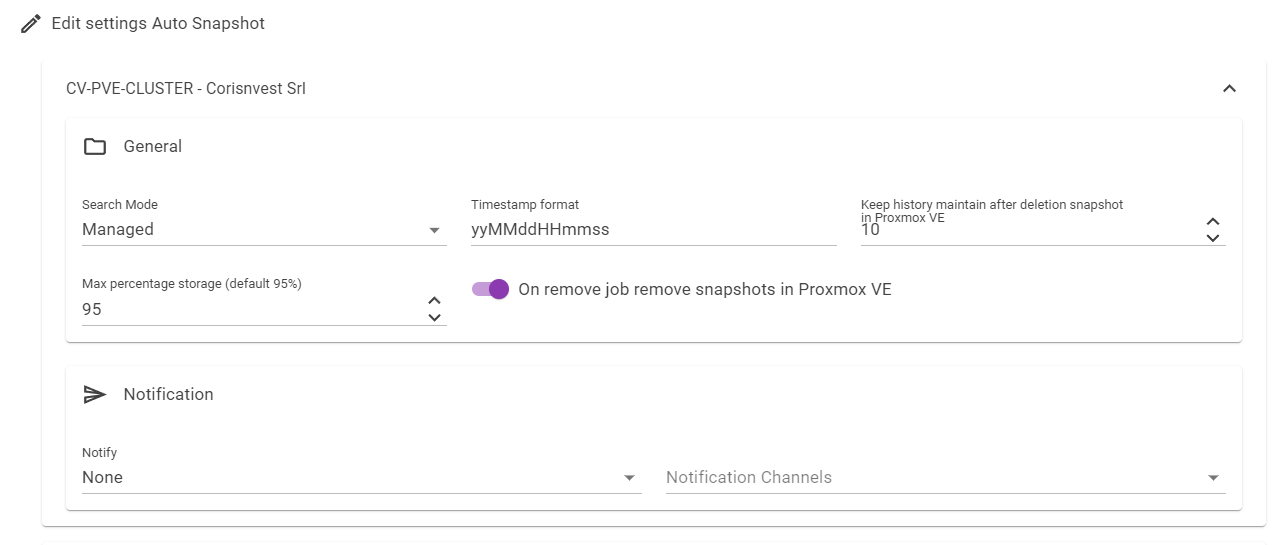 Edit settings Auto Snapshot
CV-PVE-CLUSTER - Corisnvest Srl
General
Search Mode
Managed
Timestamp format
yyMMddHHmmss
Keep history maintain after deletion snapshot
in Proxmox VE
10
Max percentage storage (default 95%)
95
On remove job remove snapshots in Proxmox VE
Notification
Notify
None
Notification Channels